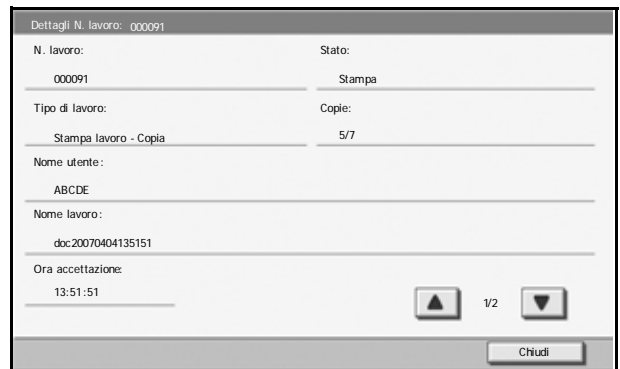 Dettagli N. lavoro: 000091
N. lavoro:
000091
Stato:
Stampa
Tipo di lavoro:
Stampa lavoro - Copia
Copie:
5/7
Nome utente:
ABCDE
Nome lavoro:
doc20070404135151
Ora accettazione:
13:51:51
1/2
Chiudi